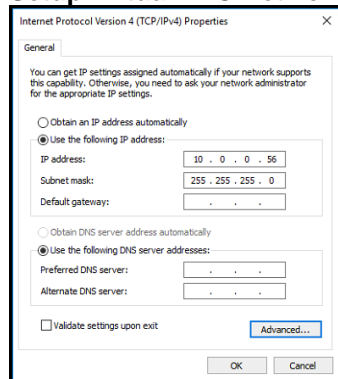 Internet Protocol Version 4 (TCP/IPv4) Properties
General
You can get IP settings assigned automatically if your network supports
this capability. Otherwise, you need to ask your network administrator
for the appropriate IP settings.
Obtain an IP address automatically
Use the following IP address:
IP address: 10 . 0 . 0 . 56
Subnet mask: 255 . 255 . 255 . 0
Default gateway: . . .
Obtain DNS server address automatically
Use the following DNS server addresses:
Preferred DNS server: . . .
Alternate DNS server: . . .
Validate settings upon exit
Advanced...
OK Cancel